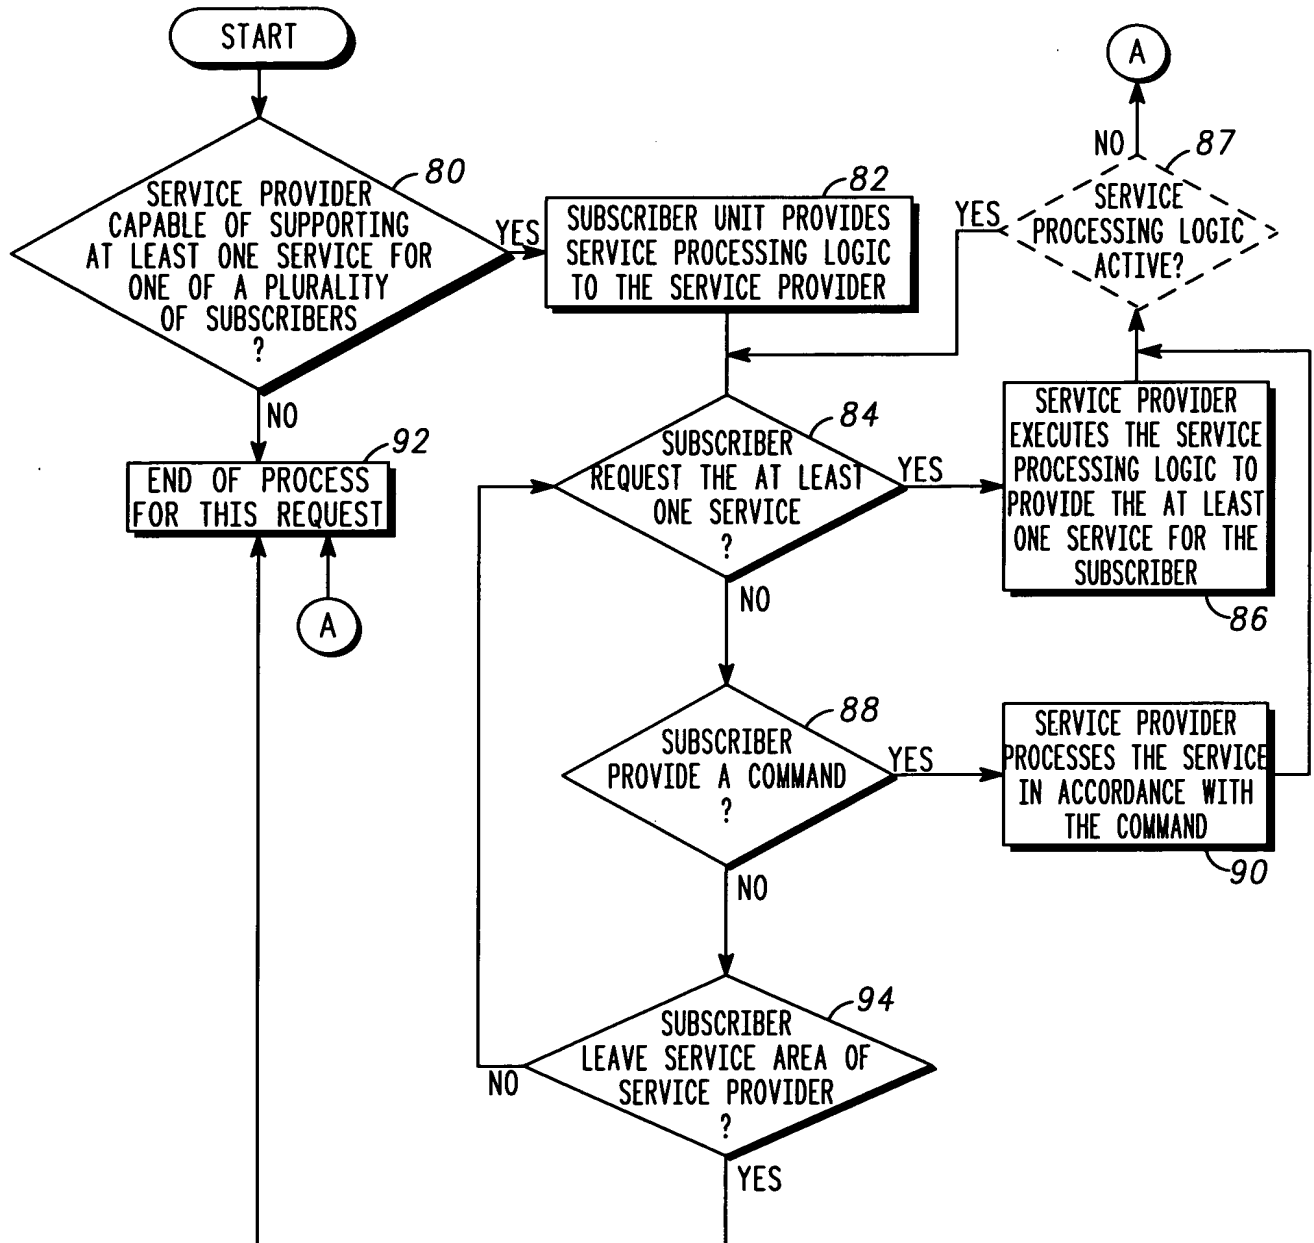 START
80
SERVICE PROVIDER
CAPABLE OF SUPPORTING
AT LEAST ONE SERVICE FOR
ONE OF A PLURALITY
OF SUBSCRIBERS
?
YES
NO
82
SUBSCRIBER UNIT PROVIDES
SERVICE PROCESSING LOGIC
TO THE SERVICE PROVIDER
A
NO
87
SERVICE
PROCESSING LOGIC
ACTIVE?
YES
92
END OF PROCESS
FOR THIS REQUEST
A
84
SUBSCRIBER
REQUEST THE AT LEAST
ONE SERVICE
?
YES
NO
SERVICE PROVIDER
EXECUTES THE SERVICE
PROCESSING LOGIC TO
PROVIDE THE AT LEAST
ONE SERVICE FOR THE
SUBSCRIBER
86
88
SUBSCRIBER
PROVIDE A COMMAND
?
YES
NO
SERVICE PROVIDER
PROCESSES THE SERVICE
IN ACCORDANCE WITH
THE COMMAND
90
94
SUBSCRIBER
LEAVE SERVICE AREA OF
SERVICE PROVIDER
?
NO
YES